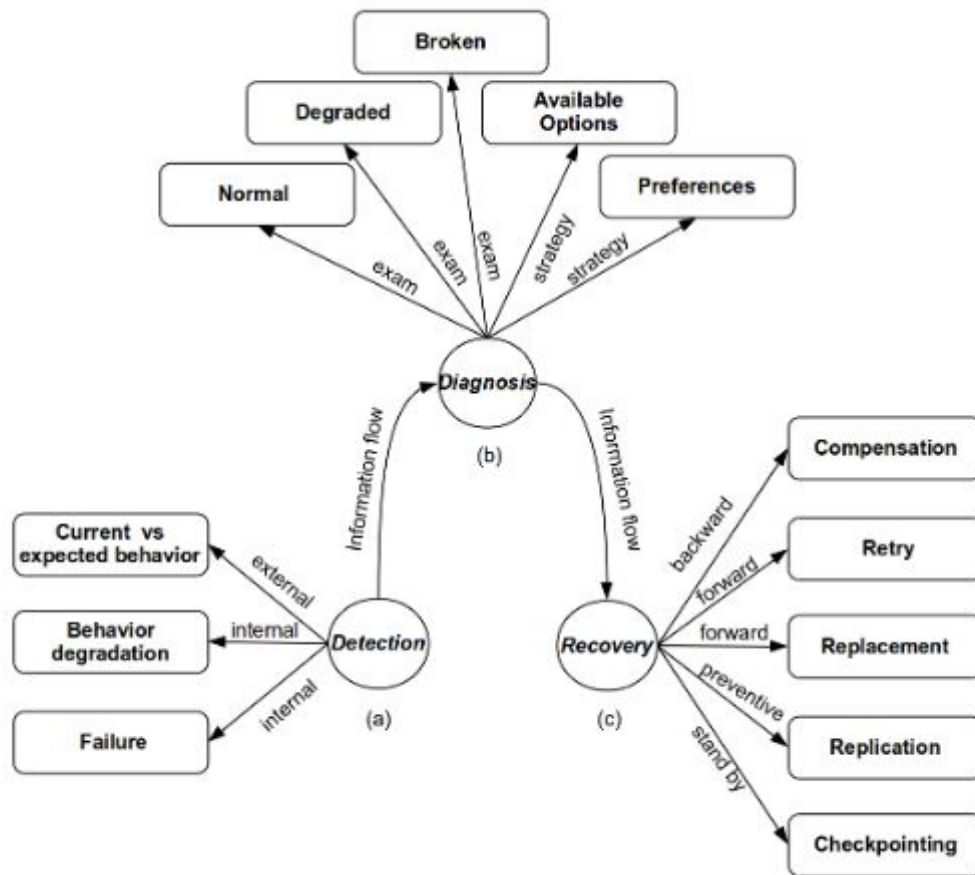 Broken
Degraded
Available
Options
Normal
Preferences
exam
exam
exam
strategy
strategy
Diagnosis
(b)
Information flow
Information flow
Current vs
expected behavior
Behavior
degradation
Failure
external
internal
internal
Detection
(a)
Recovery
(c)
backward
forward
forward
preventive
stand by
Compensation
Retry
Replacement
Replication
Checkpointing